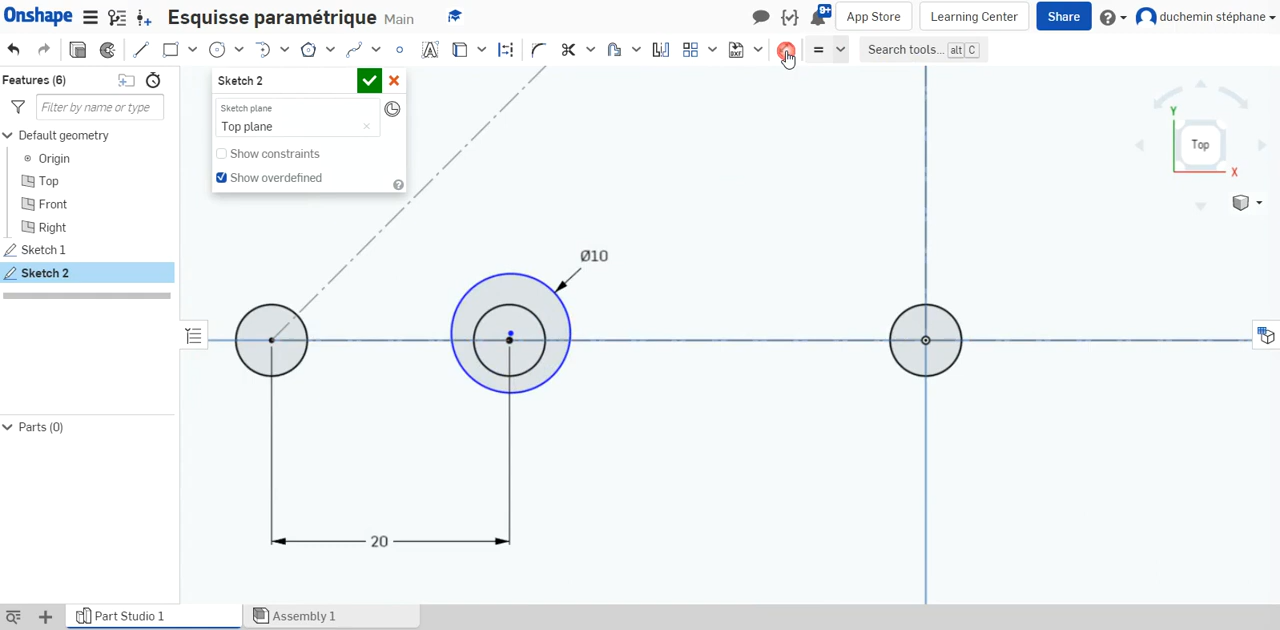 Onshape Esquisse paramétrique Main 9+ App Store Learning Center Share duchemin stéphane
Search tools... alt C
Features (6)
Filter by name or type
Default geometry
Origin
Top
Front
Right
Sketch 1
Sketch 2
Parts (0)
Sketch 2
Sketch plane
Top plane
Show constraints
Show overdefined
Ø10
20
Y
Top
X
Part Studio 1 Assembly 1